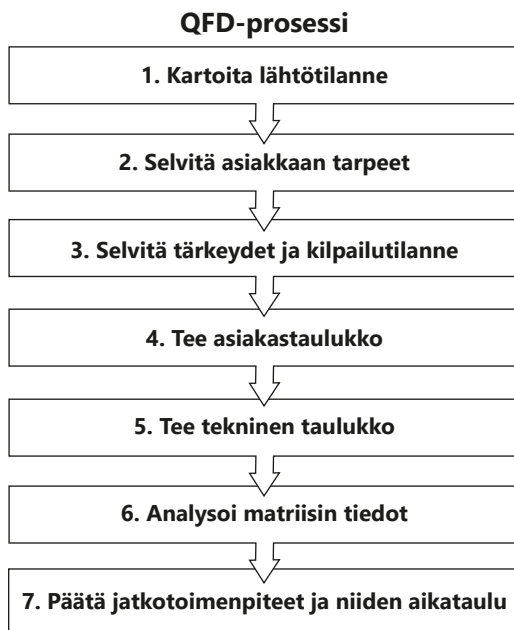 QFD-prosessi
1. Kartoita lähtötilanne
2. Selvitä asiakkaan tarpeet
3. Selvitä tärkeydet ja kilpailutilanne
4. Tee asiakastaulukko
5. Tee tekninen taulukko
6. Analysoi matriisin tiedot
7. Päätä jatkotoimenpiteet ja niiden aikataulu